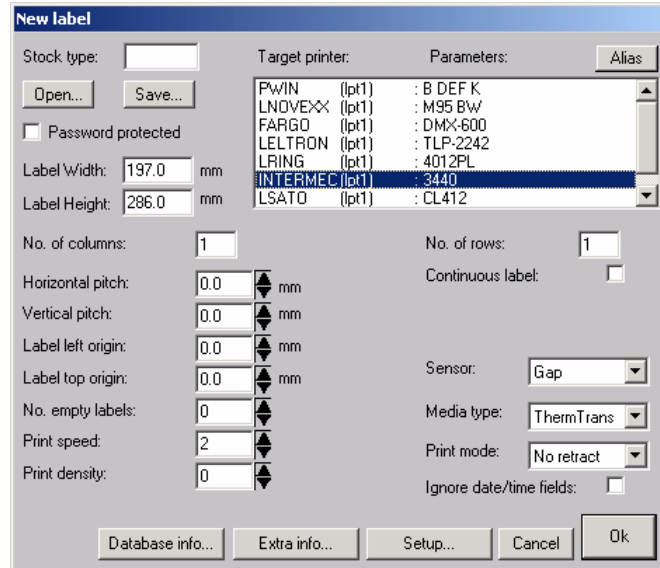 New label
Stock type: Target printer: Parameters: Alias
Open... Save...
PWIN (lpt1) : B DEF K
LNOVEXX (lpt1) : M95 BW
FARGO (lpt1) : DMX-600
LELTRON (lpt1) : TLP-2242
LRING (lpt1) : 4012PL
INTERMEC (lpt1) : 3440
LSATO (lpt1) : CL412
Password protected
Label Width: 197.0 mm
Label Height: 286.0 mm
No. of columns: 1 No. of rows: 1
Horizontal pitch: 0.0 mm Continuous label:
Vertical pitch: 0.0 mm
Label left origin: 0.0 mm
Label top origin: 0.0 mm Sensor: Gap
No. empty labels: 0 Media type: ThermTrans
Print speed: 2 Print mode: No retract
Print density: 0 Ignore date/time fields:
Database info... Extra info... Setup... Cancel Ok